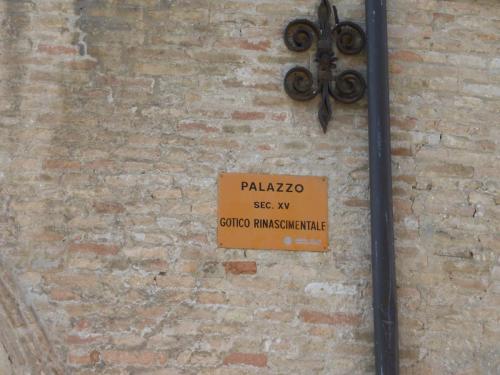 PALAZZO
SEC. XV
GOTICO RINASCIMENTALE